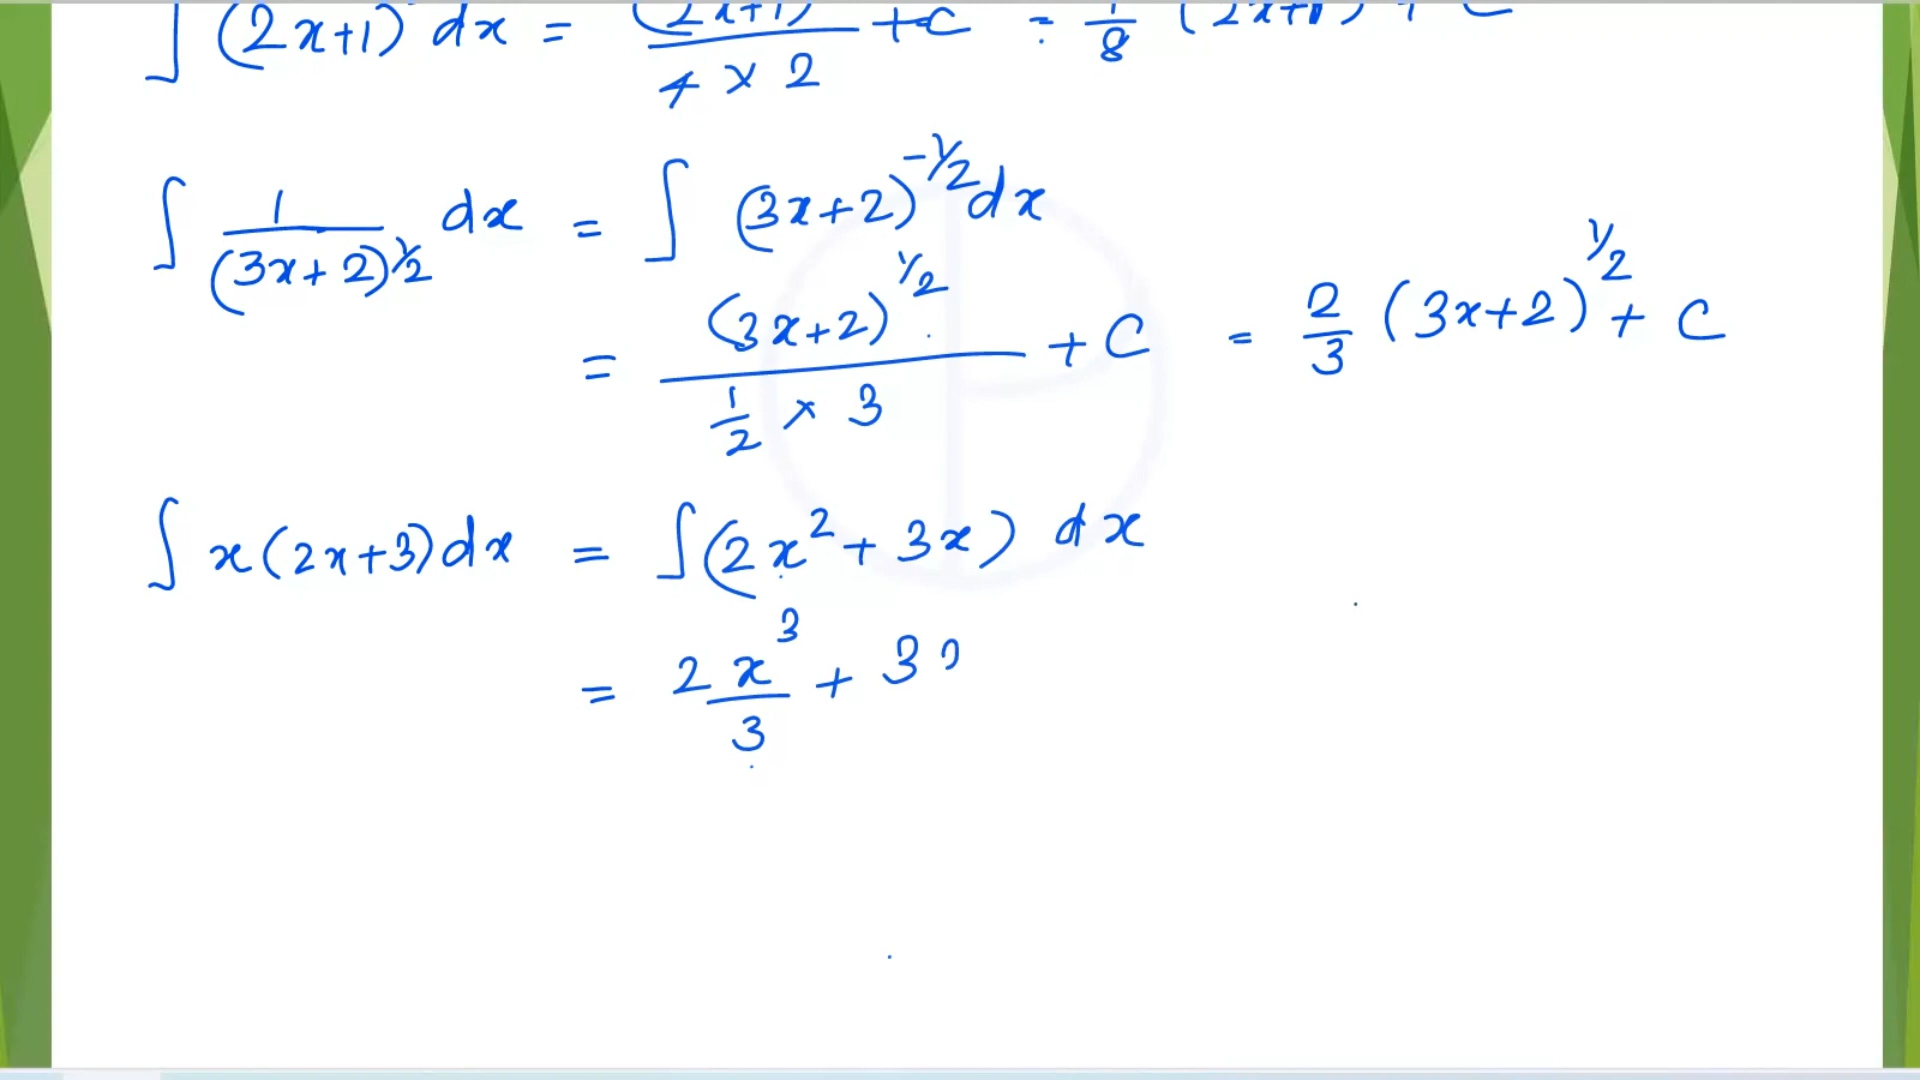 ∫ (2x+1) dx = (2x+1) / (4 × 2) + C = 1/8 (2x+1) + C
∫ 1/(3x+2)^½ dx = ∫ (3x+2)^-½ dx
= (3x+2)^½ / (½ × 3) + C = 2/3 (3x+2)^½ + C
∫ x(2x+3)dx = ∫(2x² + 3x) dx
= 2 x³/3 + 3